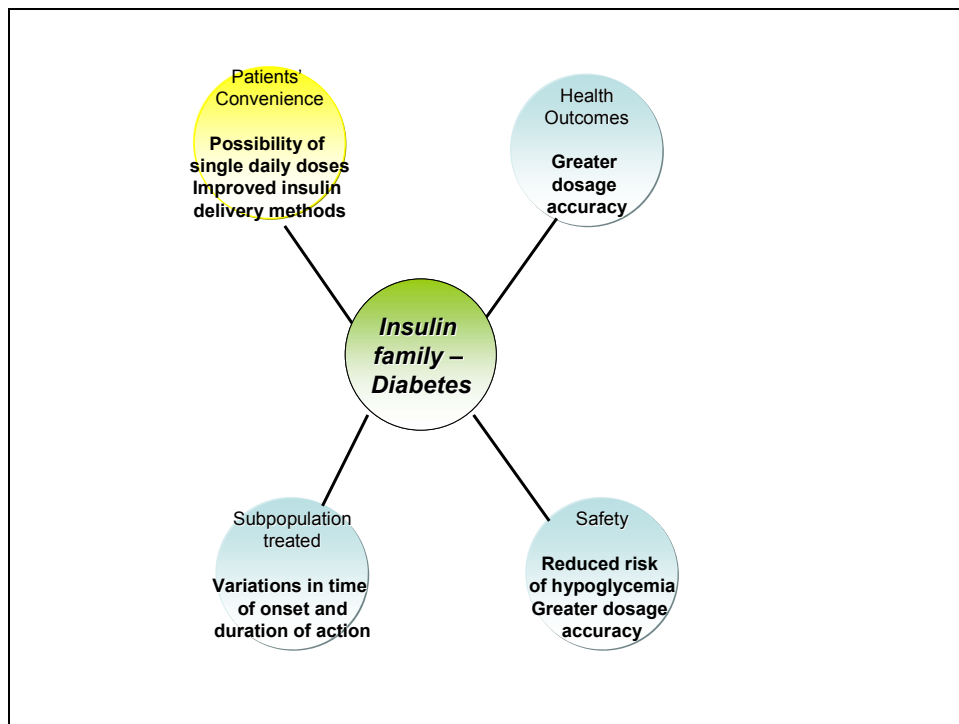 Patients'
Convenience
Possibility of
single daily doses
Improved insulin
delivery methods
Health
Outcomes
Greater
dosage
accuracy
Insulin
family –
Diabetes
Subpopulation
treated
Variations in time
of onset and
duration of action
Safety
Reduced risk
of hypoglycemia
Greater dosage
accuracy